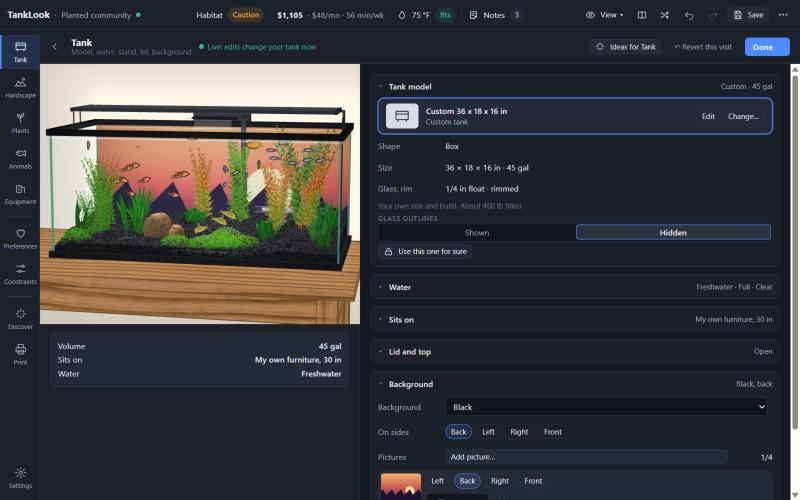 TankLook · Planted community
Habitat Caution $1,105 · $48/mo · 56 min/wk 75 °F fits Notes 3
View Save
Tank
Model, water, stand, lid, background
Live: edits change your tank now
Ideas for Tank
Revert this visit
Done
Tank
Hardscape
Plants
Animals
Equipment
Preferences
Constraints
Discover
Print
Settings
Volume 45 gal
Sits on My own furniture, 30 in
Water Freshwater
Tank model Custom · 45 gal
Custom 36 x 18 x 16 in
Custom tank
Edit Change...
Shape Box
Size 36 × 18 × 16 in · 45 gal
Glass, rim 1/4 in float · rimmed
Your own size and build. About 460 lb filled.
GLASS OUTLINES
Shown Hidden
Use this one for sure
Water Freshwater · Full · Clear
Sits on My own furniture, 30 in
Lid and top Open
Background Black, back
Background Black
On sides Back Left Right Front
Pictures Add picture... 1/4
Left Back Right Front